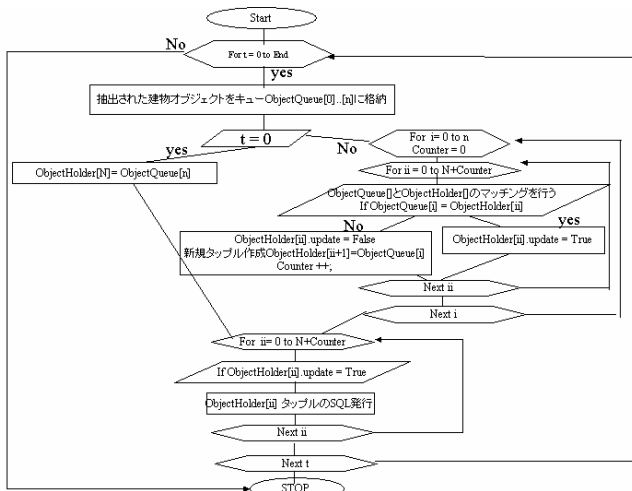 Start
No
For t = 0 to End
yes
抽出された建物オブジェクトをキューObjectQueue[0]..[n]に格納
t = 0
yes
No
For i= 0 to n
Counter = 0
ObjectHolder[N]= ObjectQueue[n]
For ii = 0 to N+Counter
ObjectQueue[]とObjectHolder[]のマッチングを行う
If ObjectQueue[i] = ObjectHolder[ii]
No
yes
ObjectHolder[ii].update = False
新規タップル作成ObjectHolder[ii+1]=ObjectQueue[i]
Counter ++;
ObjectHolder[ii].update = True
Next ii
Next i
For ii= 0 to N+Counter
If ObjectHolder[ii].update = True
ObjectHolder[ii] タップルのSQL発行
Next ii
Next t
STOP